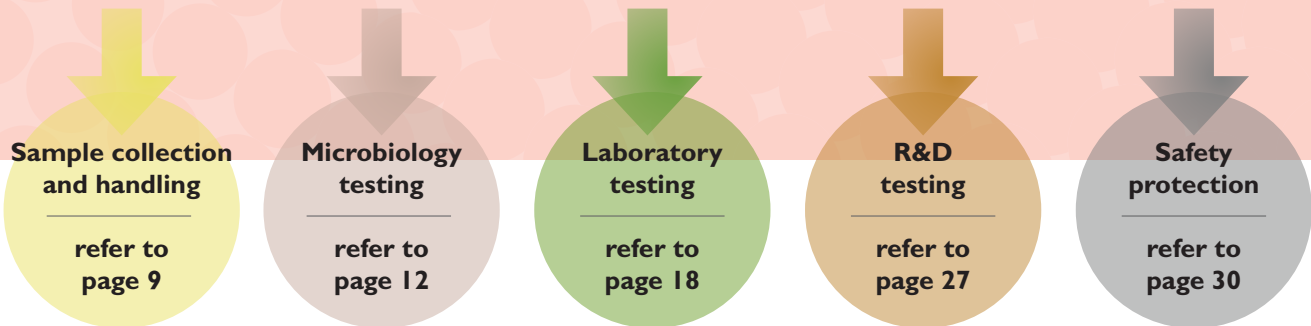 Sample collection
and handling
refer to
page 9
Microbiology
testing
refer to
page 12
Laboratory
testing
refer to
page 18
R&D
testing
refer to
page 27
Safety
protection
refer to
page 30